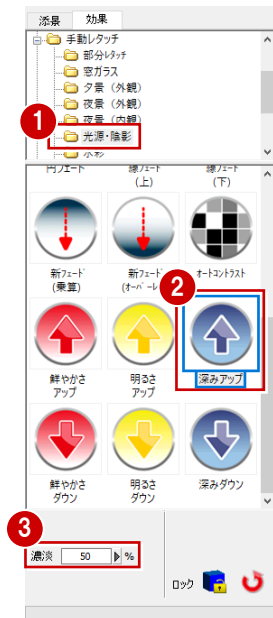 添景 効果
手動レタッチ
部分レタッチ
窓ガラス
夕景（外観）
夜景（外観）
夜景（内観）
1
光源・陰影
水彩
円フェード 線フェード 線フェード
（上） （下）
新フェード 新フェード オートコントラスト
（乗算） （オーバーレイ
2
鮮やかさ 明るさ 深みアップ
アップ アップ
鮮やかさ 明るさ 深みダウン
ダウン ダウン
3
濃淡 50 %
ロック